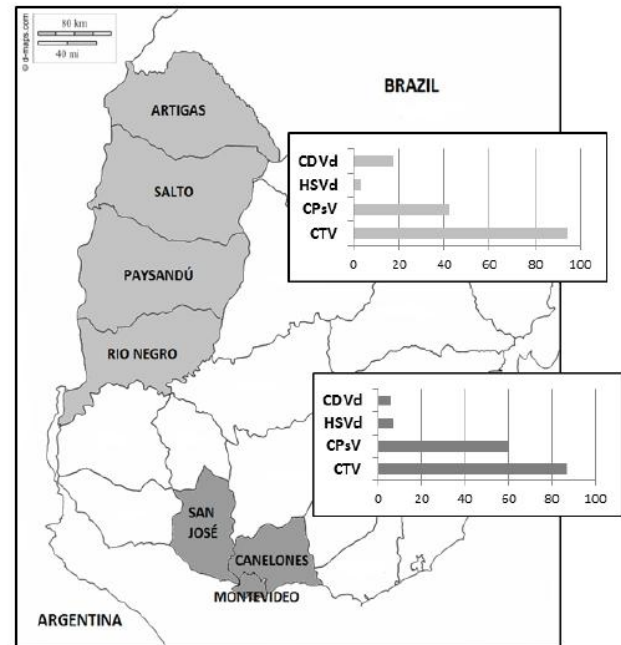 80 km
40 mi
© d-maps.com
BRAZIL
ARTIGAS
SALTO
PAYSANDÚ
RIO NEGRO
CDVd
HSVd
CPsV
CTV
0 20 40 60 80 100
CDVd
HSVd
CPsV
CTV
0 20 40 60 80 100
SAN
JOSÉ
CANELONES
MONTEVIDEO
ARGENTINA